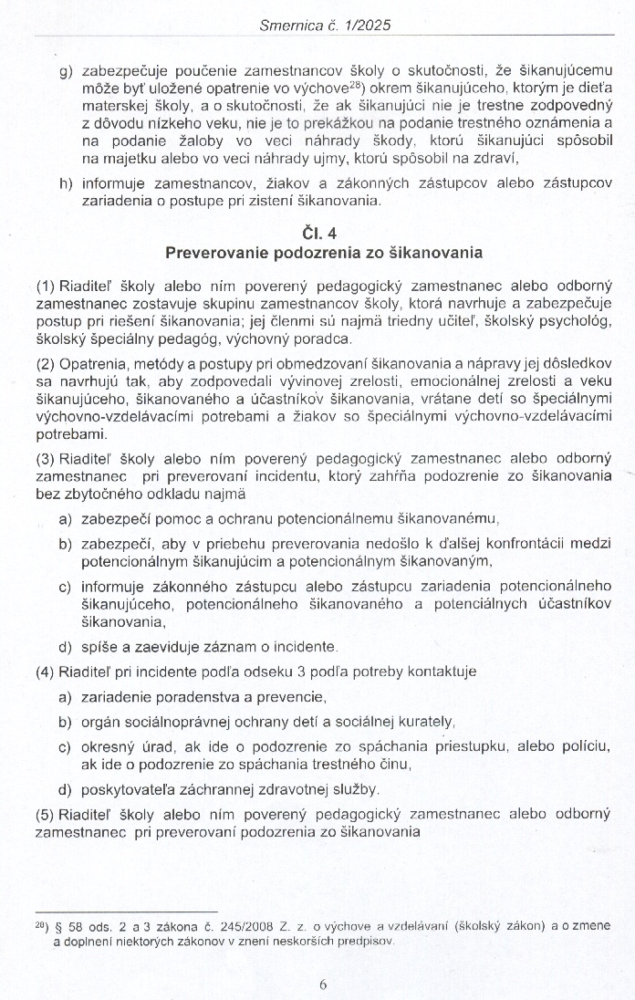 Smernica č. 1/2025
g) zabezpečuje poučenie zamestnancov školy o skutočnosti, že šikanujúcemu
môže byť uložené opatrenie vo výchove²⁸) okrem šikanujúceho, ktorým je dieťa
materskej školy, a o skutočnosti, že ak šikanujúci nie je trestne zodpovedný
z dôvodu nízkeho veku, nie je to prekážkou na podanie trestného oznámenia a
na podanie žaloby vo veci náhrady škody, ktorú šikanujúci spôsobil
na majetku alebo vo veci náhrady ujmy, ktorú spôsobil na zdraví,
h) informuje zamestnancov, žiakov a zákonných zástupcov alebo zástupcov
zariadenia o postupe pri zistení šikanovania.
Čl. 4
Preverovanie podozrenia zo šikanovania
(1) Riaditeľ školy alebo ním poverený pedagogický zamestnanec alebo odborný
zamestnanec zostavuje skupinu zamestnancov školy, ktorá navrhuje a zabezpečuje
postup pri riešení šikanovania; jej členmi sú najmä triedny učiteľ, školský psychológ,
školský špeciálny pedagóg, výchovný poradca.
(2) Opatrenia, metódy a postupy pri obmedzovaní šikanovania a nápravy jej dôsledkov
sa navrhujú tak, aby zodpovedali vývinovej zrelosti, emocionálnej zrelosti a veku
šikanujúceho, šikanovaného a účastníkov šikanovania, vrátane detí so špeciálnymi
výchovno-vzdelávacími potrebami a žiakov so špeciálnymi výchovno-vzdelávacími
potrebami.
(3) Riaditeľ školy alebo ním poverený pedagogický zamestnanec alebo odborný
zamestnanec pri preverovaní incidentu, ktorý zahŕňa podozrenie zo šikanovania
bez zbytočného odkladu najmä
a) zabezpečí pomoc a ochranu potencionálnemu šikanovanému,
b) zabezpečí, aby v priebehu preverovania nedošlo k ďalšej konfrontácii medzi
potencionálnym šikanujúcim a potencionálnym šikanovaným,
c) informuje zákonného zástupcu alebo zástupcu zariadenia potencionálneho
šikanujúceho, potencionálneho šikanovaného a potenciálnych účastníkov
šikanovania,
d) spíše a zaeviduje záznam o incidente.
(4) Riaditeľ pri incidente podľa odseku 3 podľa potreby kontaktuje
a) zariadenie poradenstva a prevencie,
b) orgán sociálnoprávnej ochrany detí a sociálnej kurately,
c) okresný úrad, ak ide o podozrenie zo spáchania priestupku, alebo políciu,
ak ide o podozrenie zo spáchania trestného činu,
d) poskytovateľa záchrannej zdravotnej služby.
(5) Riaditeľ školy alebo ním poverený pedagogický zamestnanec alebo odborný
zamestnanec pri preverovaní podozrenia zo šikanovania
²⁸) § 58 ods. 2 a 3 zákona č. 245/2008 Z. z. o výchove a vzdelávaní (školský zákon) a o zmene
a doplnení niektorých zákonov v znení neskorších predpisov.
6